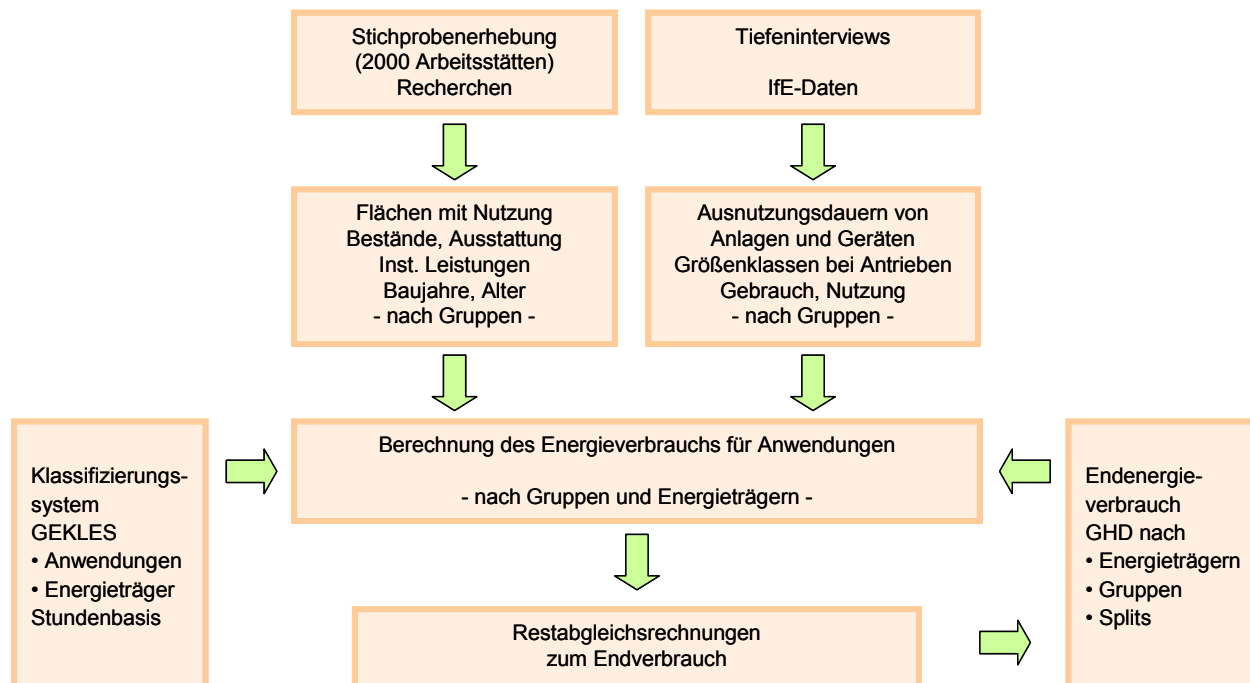 Stichprobenerhebung
(2000 Arbeitsstätten)
Recherchen
Tiefeninterviews
IfE-Daten
Flächen mit Nutzung
Bestände, Ausstattung
Inst. Leistungen
Baujahre, Alter
- nach Gruppen -
Ausnutzungsdauern von
Anlagen und Geräten
Größenklassen bei Antrieben
Gebrauch, Nutzung
- nach Gruppen -
Klassifizierungs-
system
GEKLES
• Anwendungen
• Energieträger
Stundenbasis
Berechnung des Energieverbrauchs für Anwendungen
- nach Gruppen und Energieträgern -
Endenergie-
verbrauch
GHD nach
• Energieträgern
• Gruppen
• Splits
Restabgleichsrechnungen
zum Endverbrauch